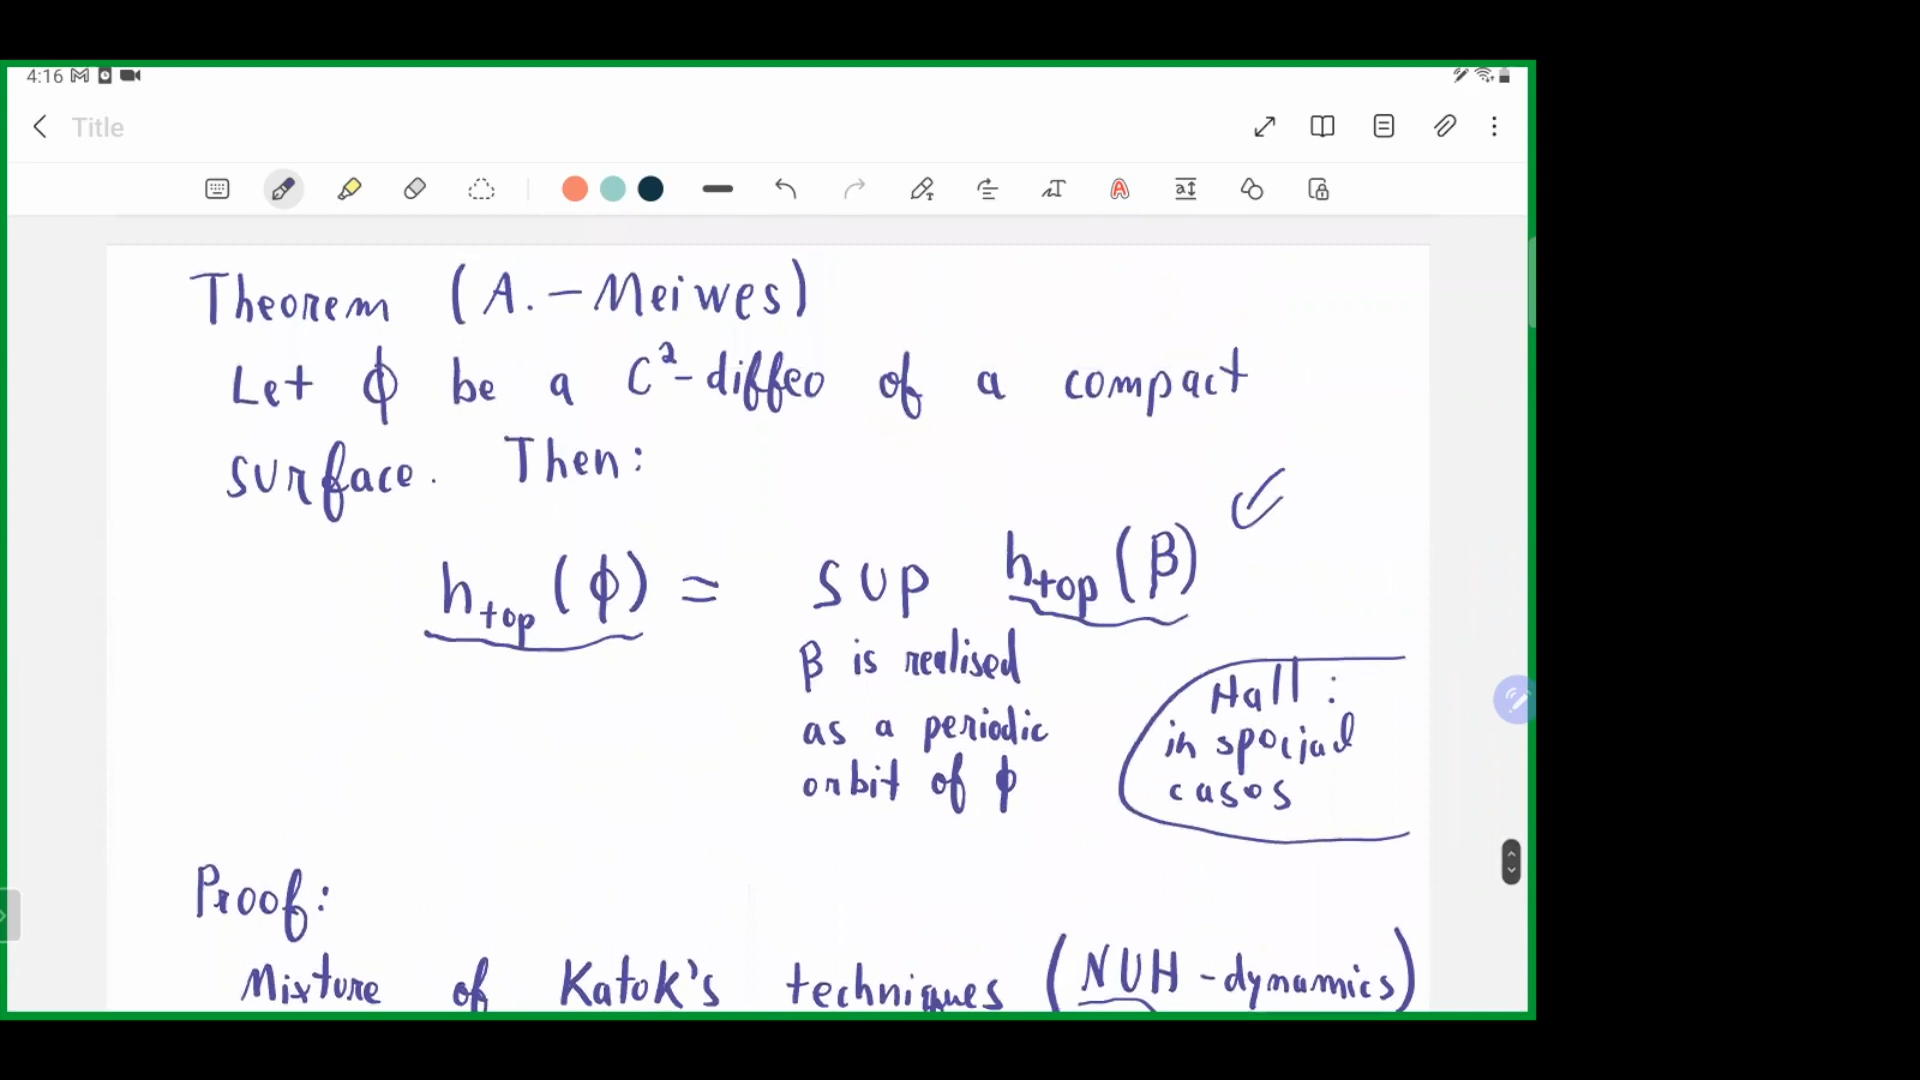 4:16
Title
Theorem (A. – Meiwes)
Let ϕ be a C²-diffeo of a compact
surface. Then:
h_top(ϕ) = sup h_top(β)
β is realised
as a periodic
orbit of ϕ
Hall:
in special
cases
Proof:
Mixture of Katok's techniques (NUH-dynamics)